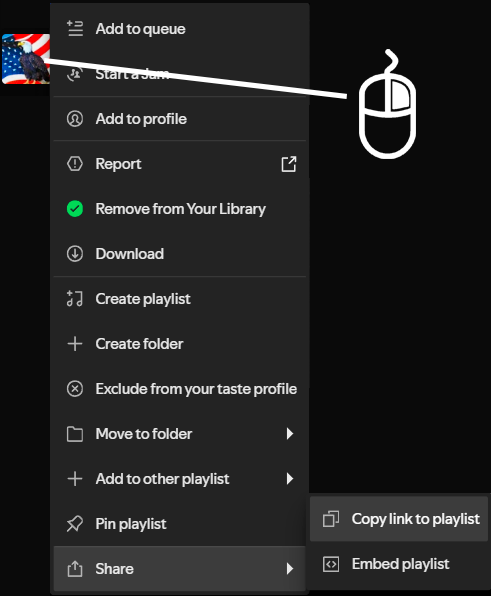 Add to queue
Start a Jam
Add to profile
Report
Remove from Your Library
Download
Create playlist
Create folder
Exclude from your taste profile
Move to folder
Add to other playlist
Pin playlist
Share
Copy link to playlist
Embed playlist